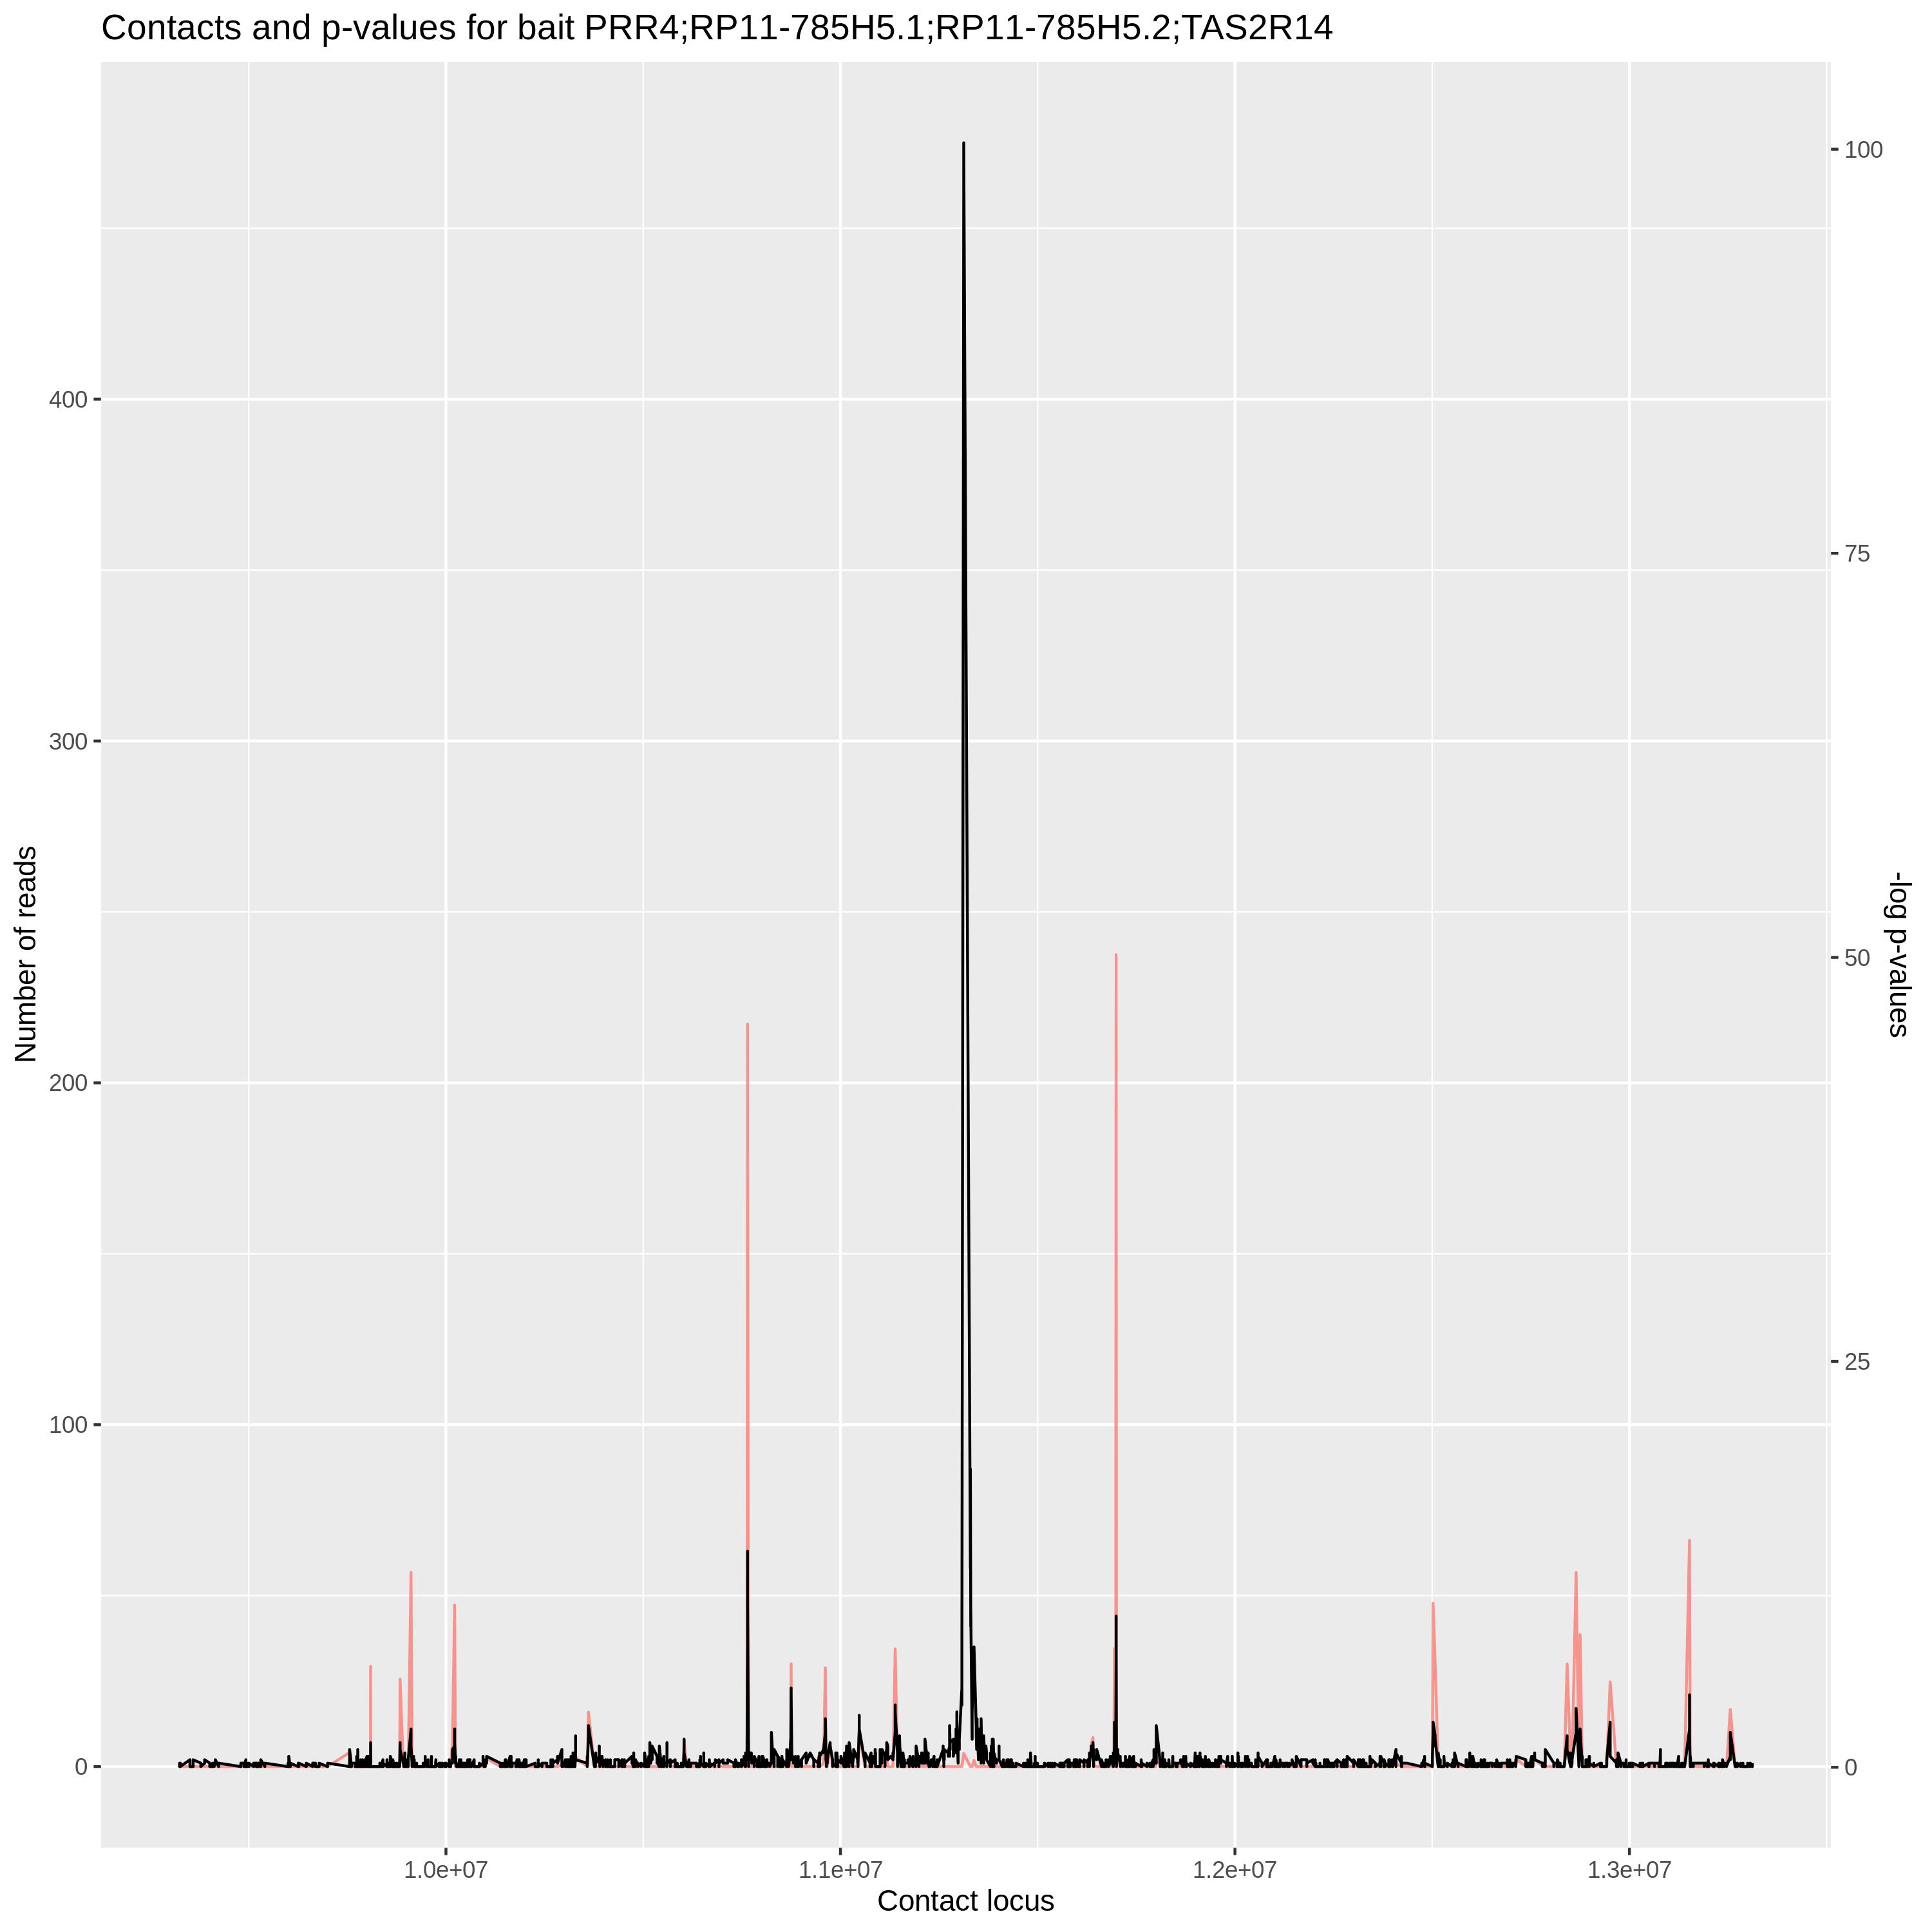 Contacts and p-values for bait PRR4;RP11-785H5.1;RP11-785H5.2;TAS2R14
Number of reads
400
300
200
100
0
100
75
50
25
0
-log p-values
1.0e+07
1.1e+07
1.2e+07
1.3e+07
Contact locus